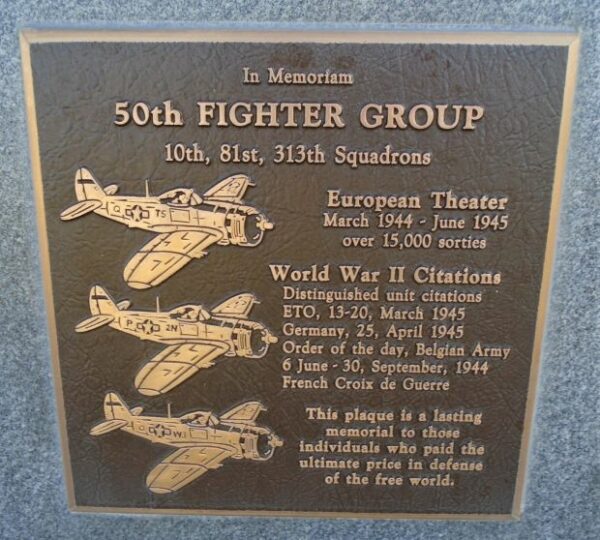 In Memoriam
50th FIGHTER GROUP
10th, 81st, 313th Squadrons
European Theater
March 1944 - June 1945
over 15,000 sorties
World War II Citations
Distinguished unit citations
ETO, 13-20, March 1945
Germany, 25, April 1945
Order of the day, Belgian Army
6 June - 30, September, 1944
French Croix de Guerre
This plaque is a lasting
memorial to those
individuals who paid the
ultimate price in defense
of the free world.
T5
P 2N
W